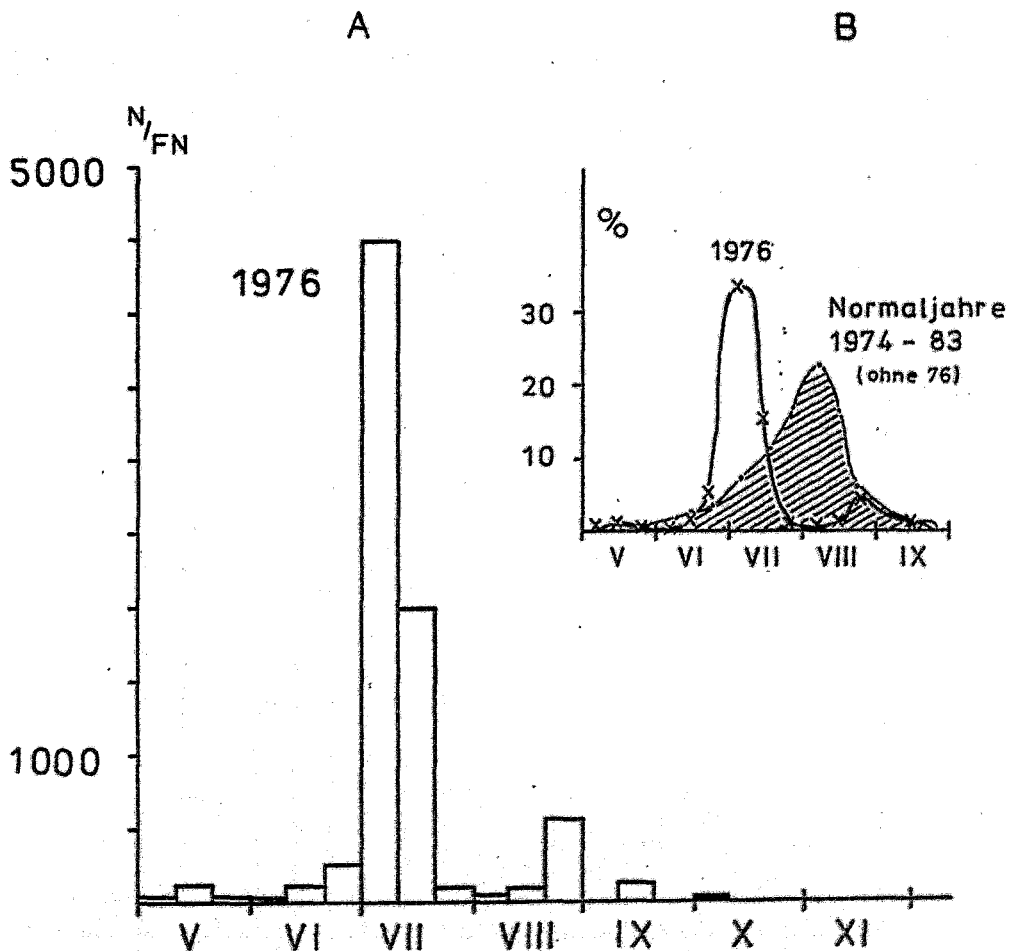 A
B
N/FN
5000
1976
1000
V VI VII VIII IX X XI
%
1976
30
20
10
Normaljahre
1974 - 83
(ohne 76)
V VI VII VIII IX